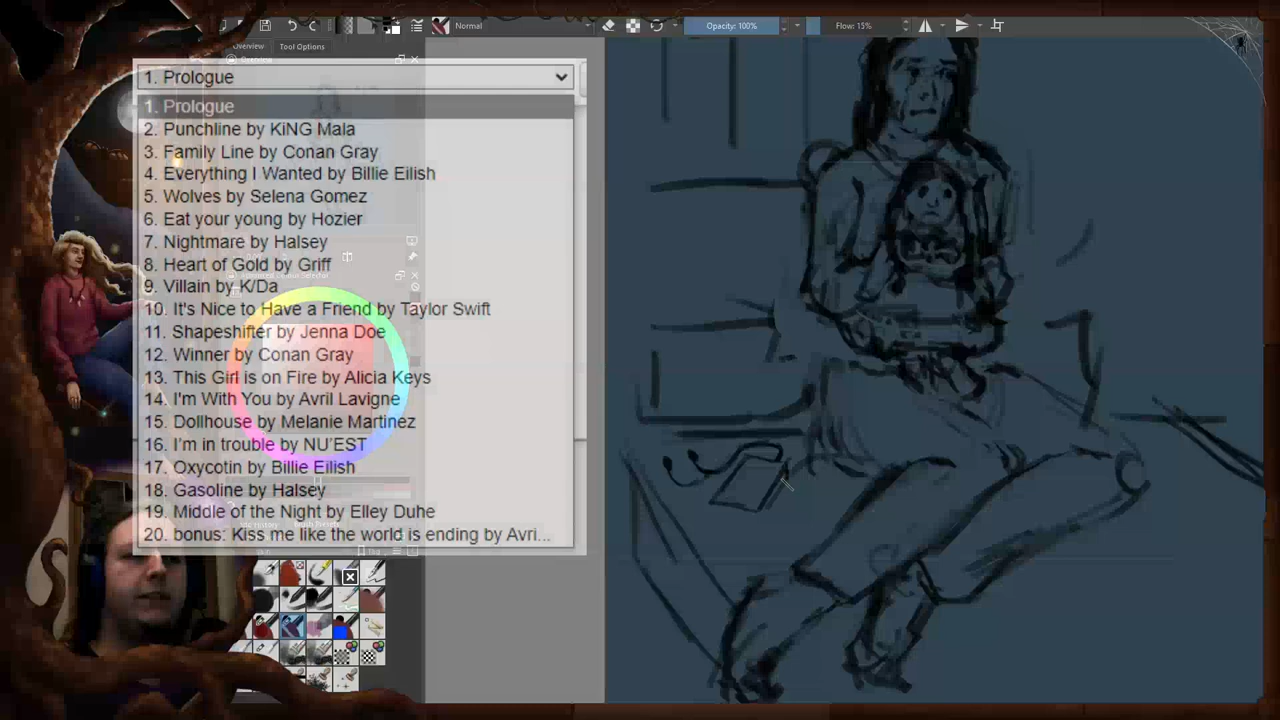 Normal
Opacity: 100%
Flow: 15%
Overview
Tool Options
Overview
1. Prologue
1. Prologue
2. Punchline by KiNG Mala
3. Family Line by Conan Gray
4. Everything I Wanted by Billie Eilish
5. Wolves by Selena Gomez
6. Eat your young by Hozier
7. Nightmare by Halsey
8. Heart of Gold by Griff
9. Villain by K/Da
10. It's Nice to Have a Friend by Taylor Swift
11. Shapeshifter by Jenna Doe
12. Winner by Conan Gray
13. This Girl is on Fire by Alicia Keys
14. I'm With You by Avril Lavigne
15. Dollhouse by Melanie Martinez
16. I’m in trouble by NU’EST
17. Oxycotin by Billie Eilish
18. Gasoline by Halsey
19. Middle of the Night by Elley Duhe
20. bonus: Kiss me like the world is ending by Avri...